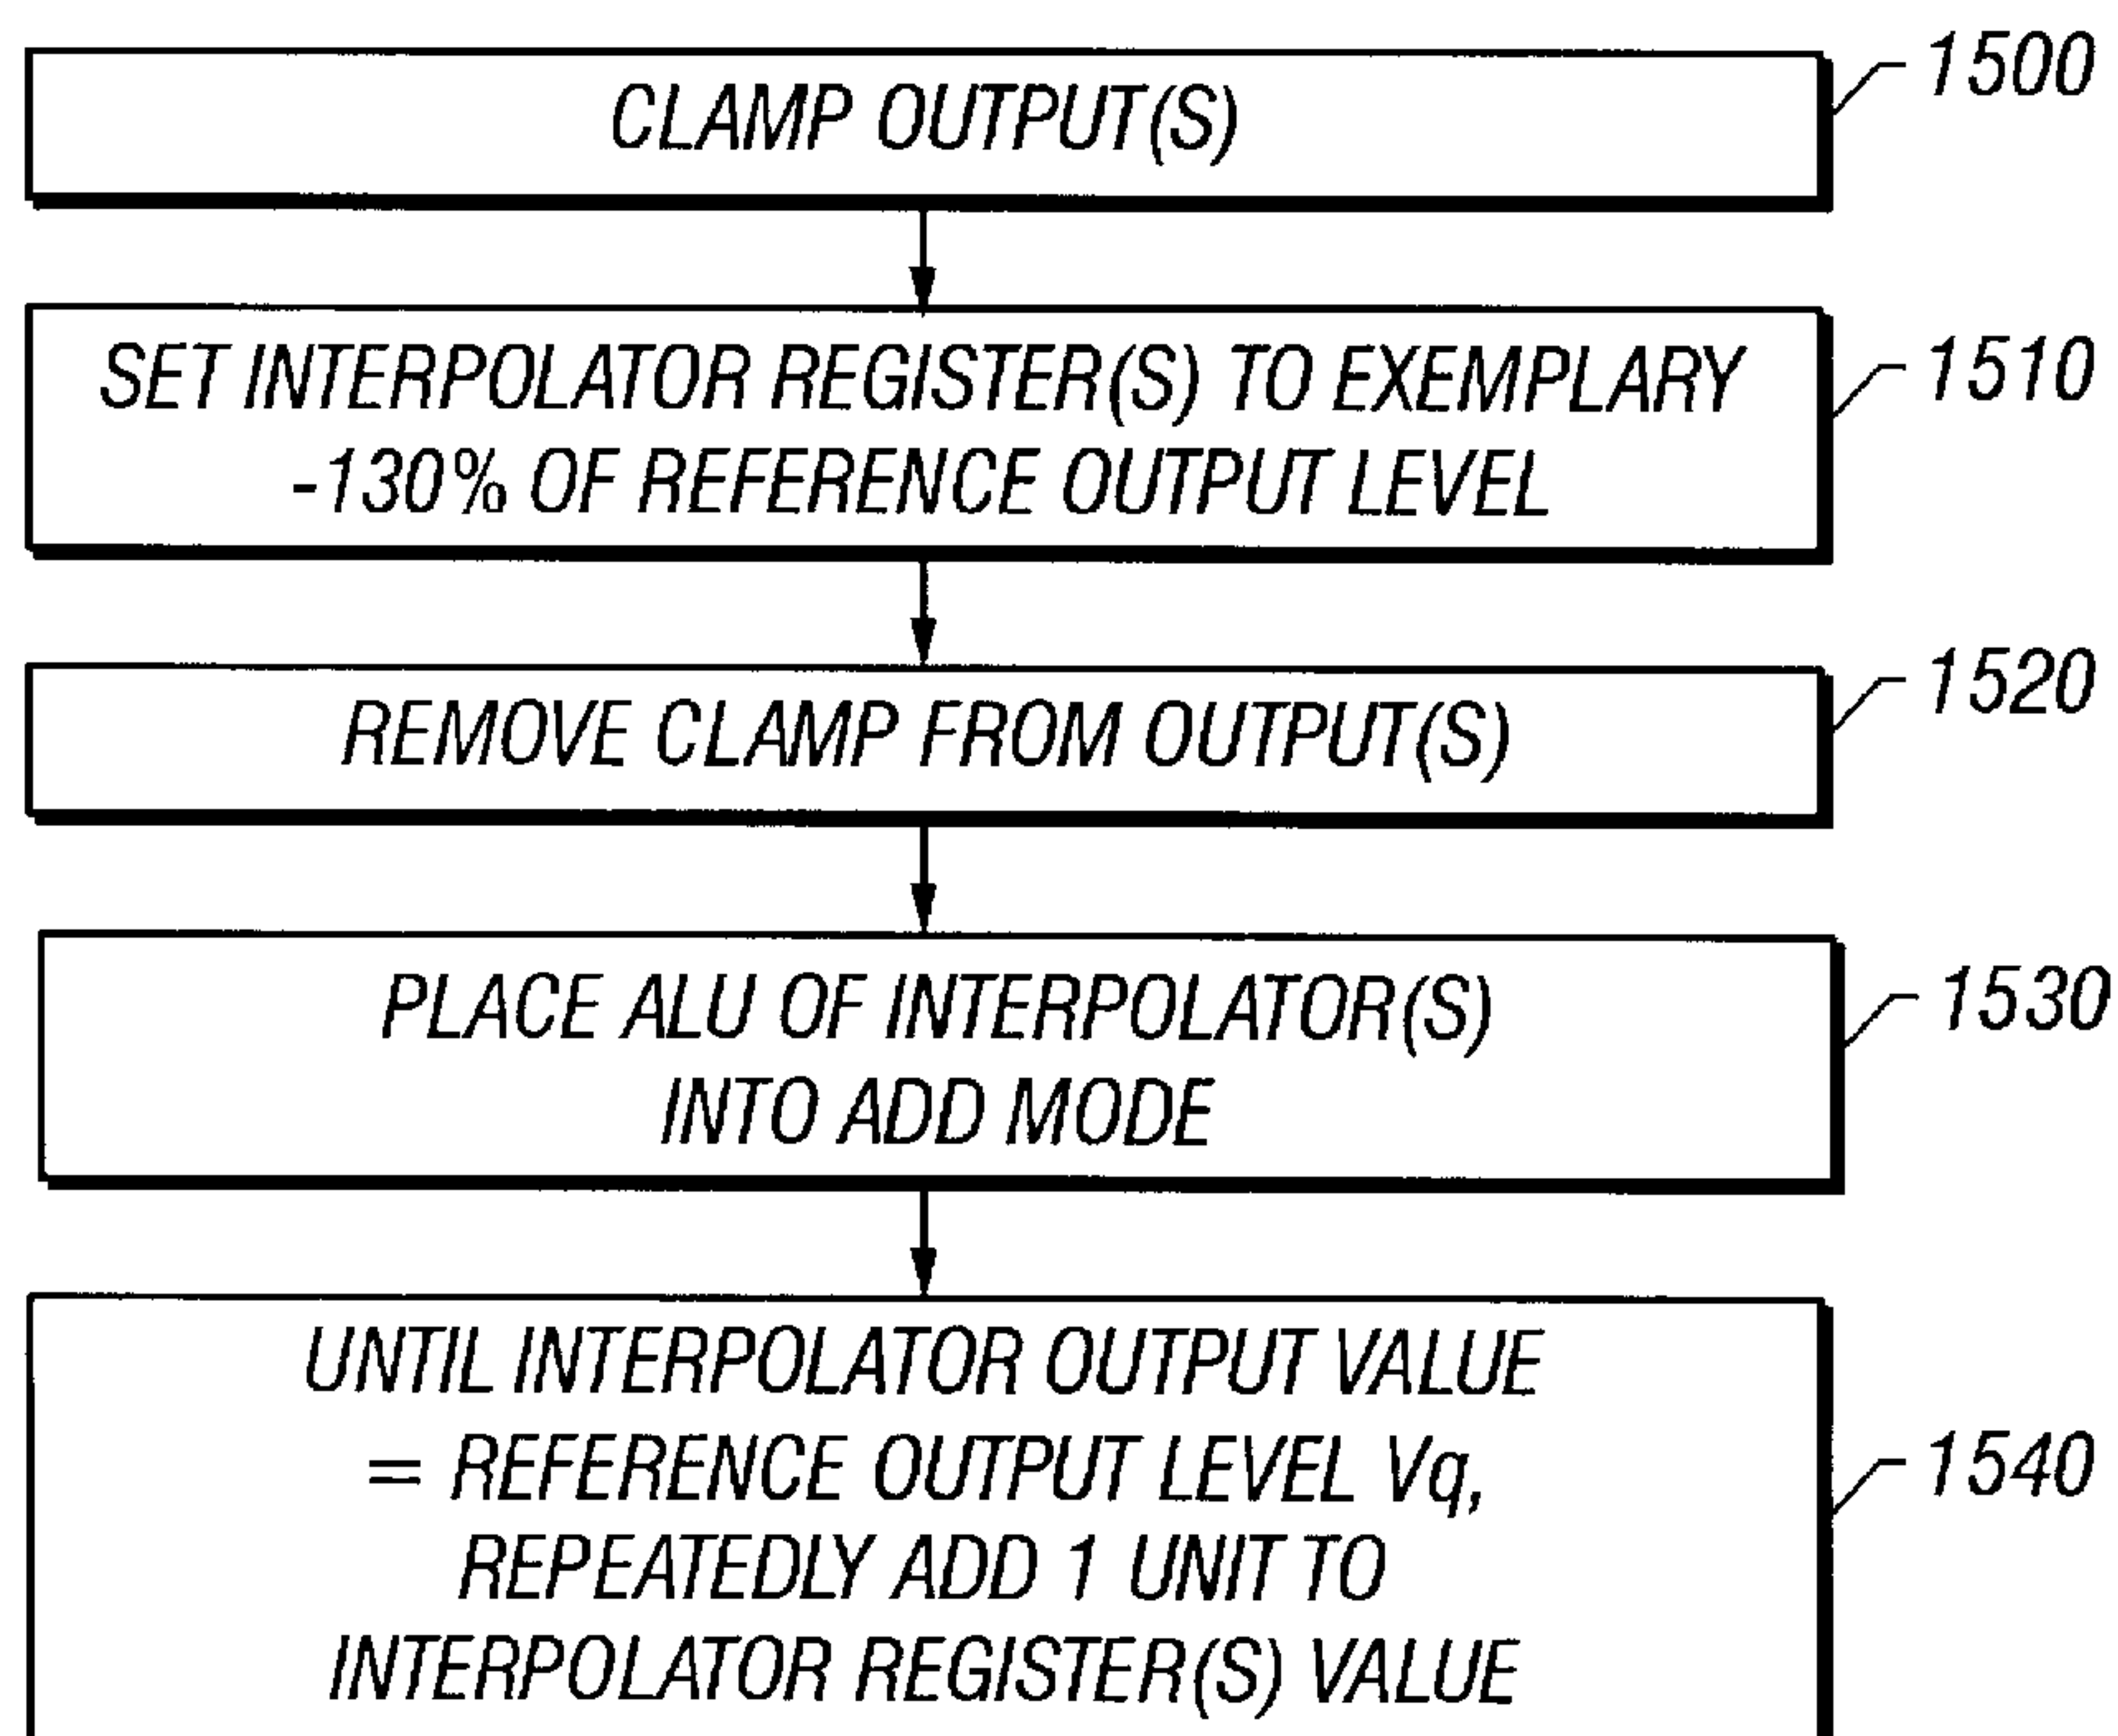 CLAMP OUTPUT(S)
1500
SET INTERPOLATOR REGISTER(S) TO EXEMPLARY
-130% OF REFERENCE OUTPUT LEVEL
1510
REMOVE CLAMP FROM OUTPUT(S)
1520
PLACE ALU OF INTERPOLATOR(S)
INTO ADD MODE
1530
UNTIL INTERPOLATOR OUTPUT VALUE
= REFERENCE OUTPUT LEVEL Vq,
REPEATEDLY ADD 1 UNIT TO
INTERPOLATOR REGISTER(S) VALUE
1540